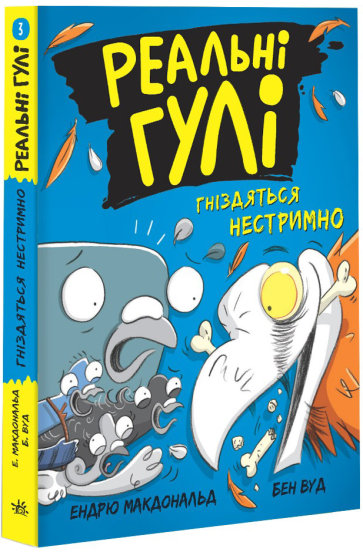 3
РЕАЛЬНІ ГУЛІ
ГНІЗДЯТЬСЯ НЕСТРИМНО
Е. МАКДОНАЛЬД
Б. ВУД
РЕАЛЬНІ
ГУЛІ
ГНІЗДЯТЬСЯ
НЕСТРИМНО
ЕНДРЮ МАКДОНАЛЬД
БЕН ВУД